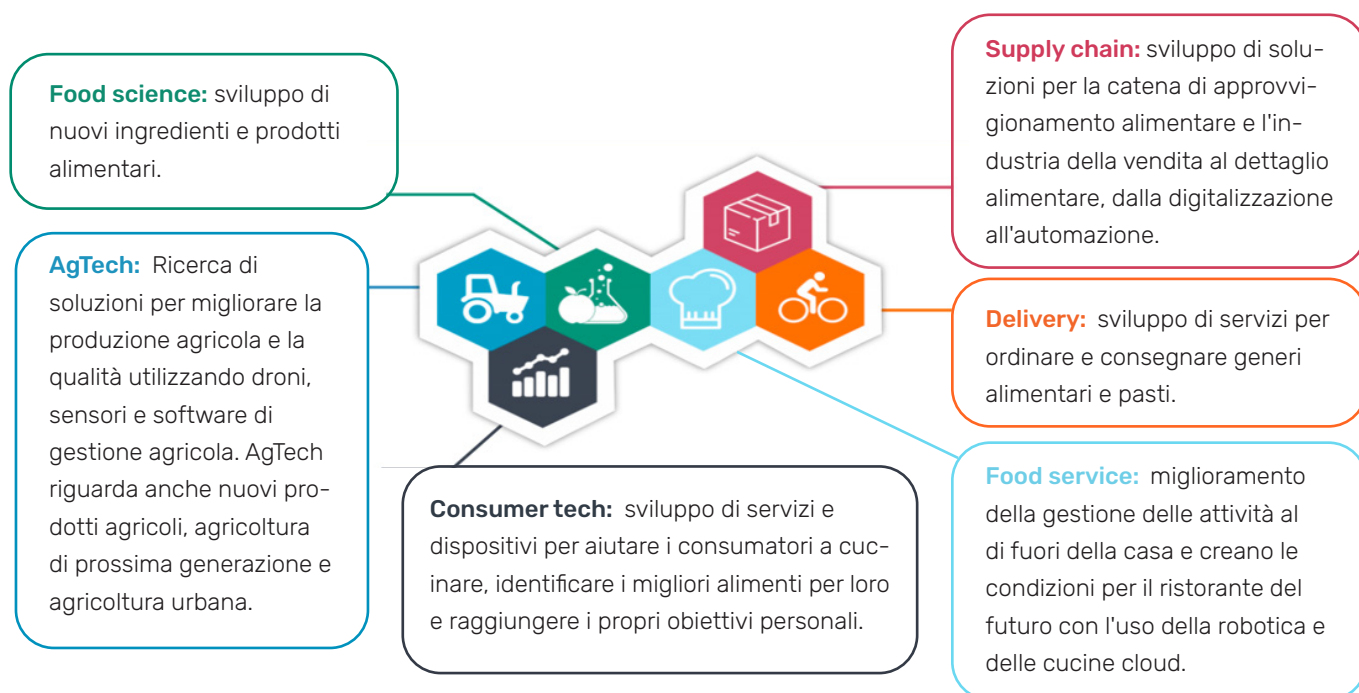 Food science: sviluppo di
nuovi ingredienti e prodotti
alimentari.
AgTech: Ricerca di
soluzioni per migliorare la
produzione agricola e la
qualità utilizzando droni,
sensori e software di
gestione agricola. AgTech
riguarda anche nuovi pro-
dotti agricoli, agricoltura
di prossima generazione e
agricoltura urbana.
Consumer tech: sviluppo di servizi e
dispositivi per aiutare i consumatori a cuc-
inare, identificare i migliori alimenti per loro
e raggiungere i propri obiettivi personali.
Supply chain: sviluppo di solu-
zioni per la catena di approvvi-
gionamento alimentare e l'in-
dustria della vendita al dettaglio
alimentare, dalla digitalizzazione
all'automazione.
Delivery: sviluppo di servizi per
ordinare e consegnare generi
alimentari e pasti.
Food service: miglioramento
della gestione delle attività al
di fuori della casa e creano le
condizioni per il ristorante del
futuro con l'uso della robotica e
delle cucine cloud.